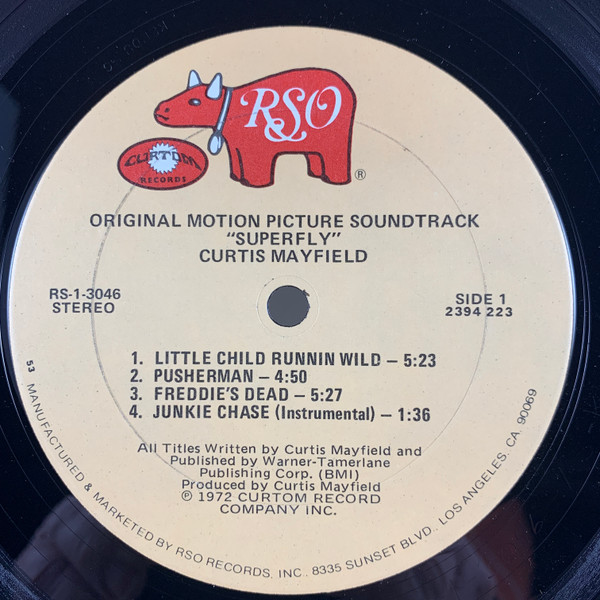 RSO
CURTOM
RECORDS
®
ORIGINAL MOTION PICTURE SOUNDTRACK
"SUPERFLY"
CURTIS MAYFIELD
RS-1-3046
STEREO
SIDE 1
2394 223
1. LITTLE CHILD RUNNIN WILD – 5:23
2. PUSHERMAN – 4:50
3. FREDDIE'S DEAD – 5:27
4. JUNKIE CHASE (Instrumental) – 1:36
All Titles Written by Curtis Mayfield and
Published by Warner-Tamerlane
Publishing Corp. (BMI)
Produced by Curtis Mayfield
℗ 1972 CURTOM RECORD
COMPANY INC.
53 MANUFACTURED & MARKETED BY RSO RECORDS, INC., 8335 SUNSET BLVD., LOS ANGELES, CA. 90069